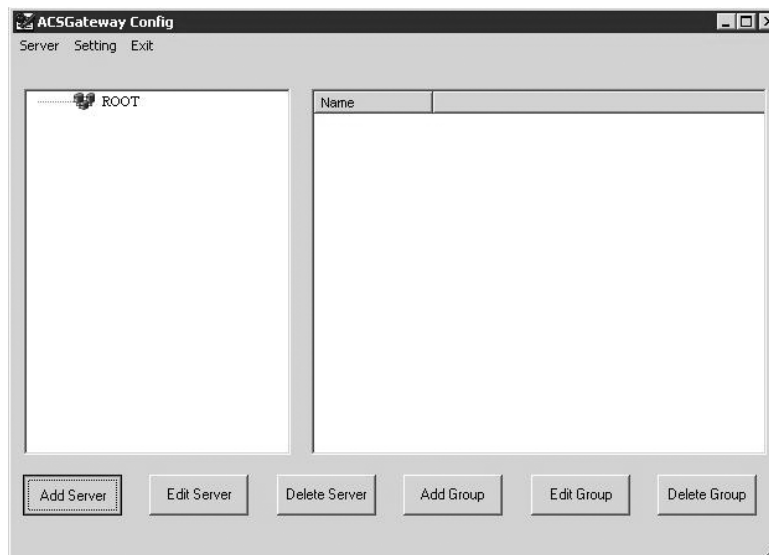 ACSGateway Config
Server Setting Exit
ROOT
Name
Add Server Edit Server Delete Server Add Group Edit Group Delete Group